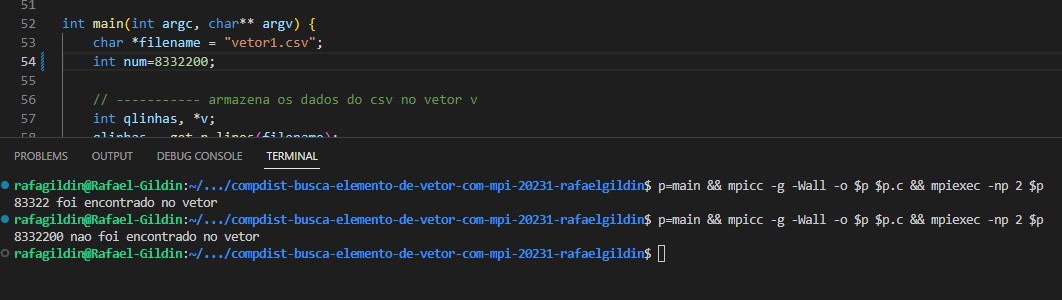 51
52 int main(int argc, char** argv) {
53 char *filename = "vetor1.csv";
54 int num=8332200;
55
56 // ----------- armazena os dados do csv no vetor v
57 int qlinhas, *v;
58 qlinhas = get_n_lines(filename);
PROBLEMS OUTPUT DEBUG CONSOLE TERMINAL
rafagildin@Rafael-Gildin:~/.../compdist-busca-elemento-de-vetor-com-mpi-20231-rafaelgildin$ p=main && mpicc -g -Wall -o $p $p.c && mpiexec -np 2 $p
83322 foi encontrado no vetor
rafagildin@Rafael-Gildin:~/.../compdist-busca-elemento-de-vetor-com-mpi-20231-rafaelgildin$ p=main && mpicc -g -Wall -o $p $p.c && mpiexec -np 2 $p
8332200 nao foi encontrado no vetor
rafagildin@Rafael-Gildin:~/.../compdist-busca-elemento-de-vetor-com-mpi-20231-rafaelgildin$